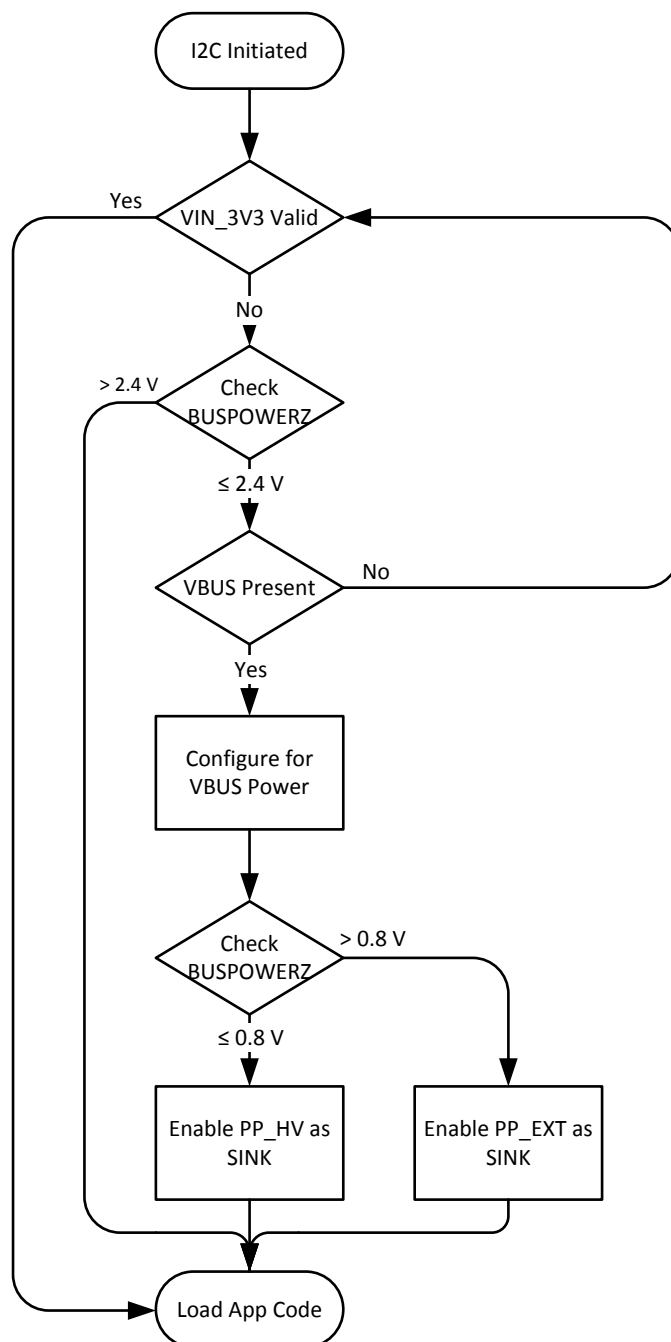 I2C Initiated
Yes
VIN_3V3 Valid
No
> 2.4 V
Check
BUSPOWERZ
≤ 2.4 V
VBUS Present
No
Yes
Configure for
VBUS Power
Check
BUSPOWERZ
> 0.8 V
≤ 0.8 V
Enable PP_HV as
SINK
Enable PP_EXT as
SINK
Load App Code